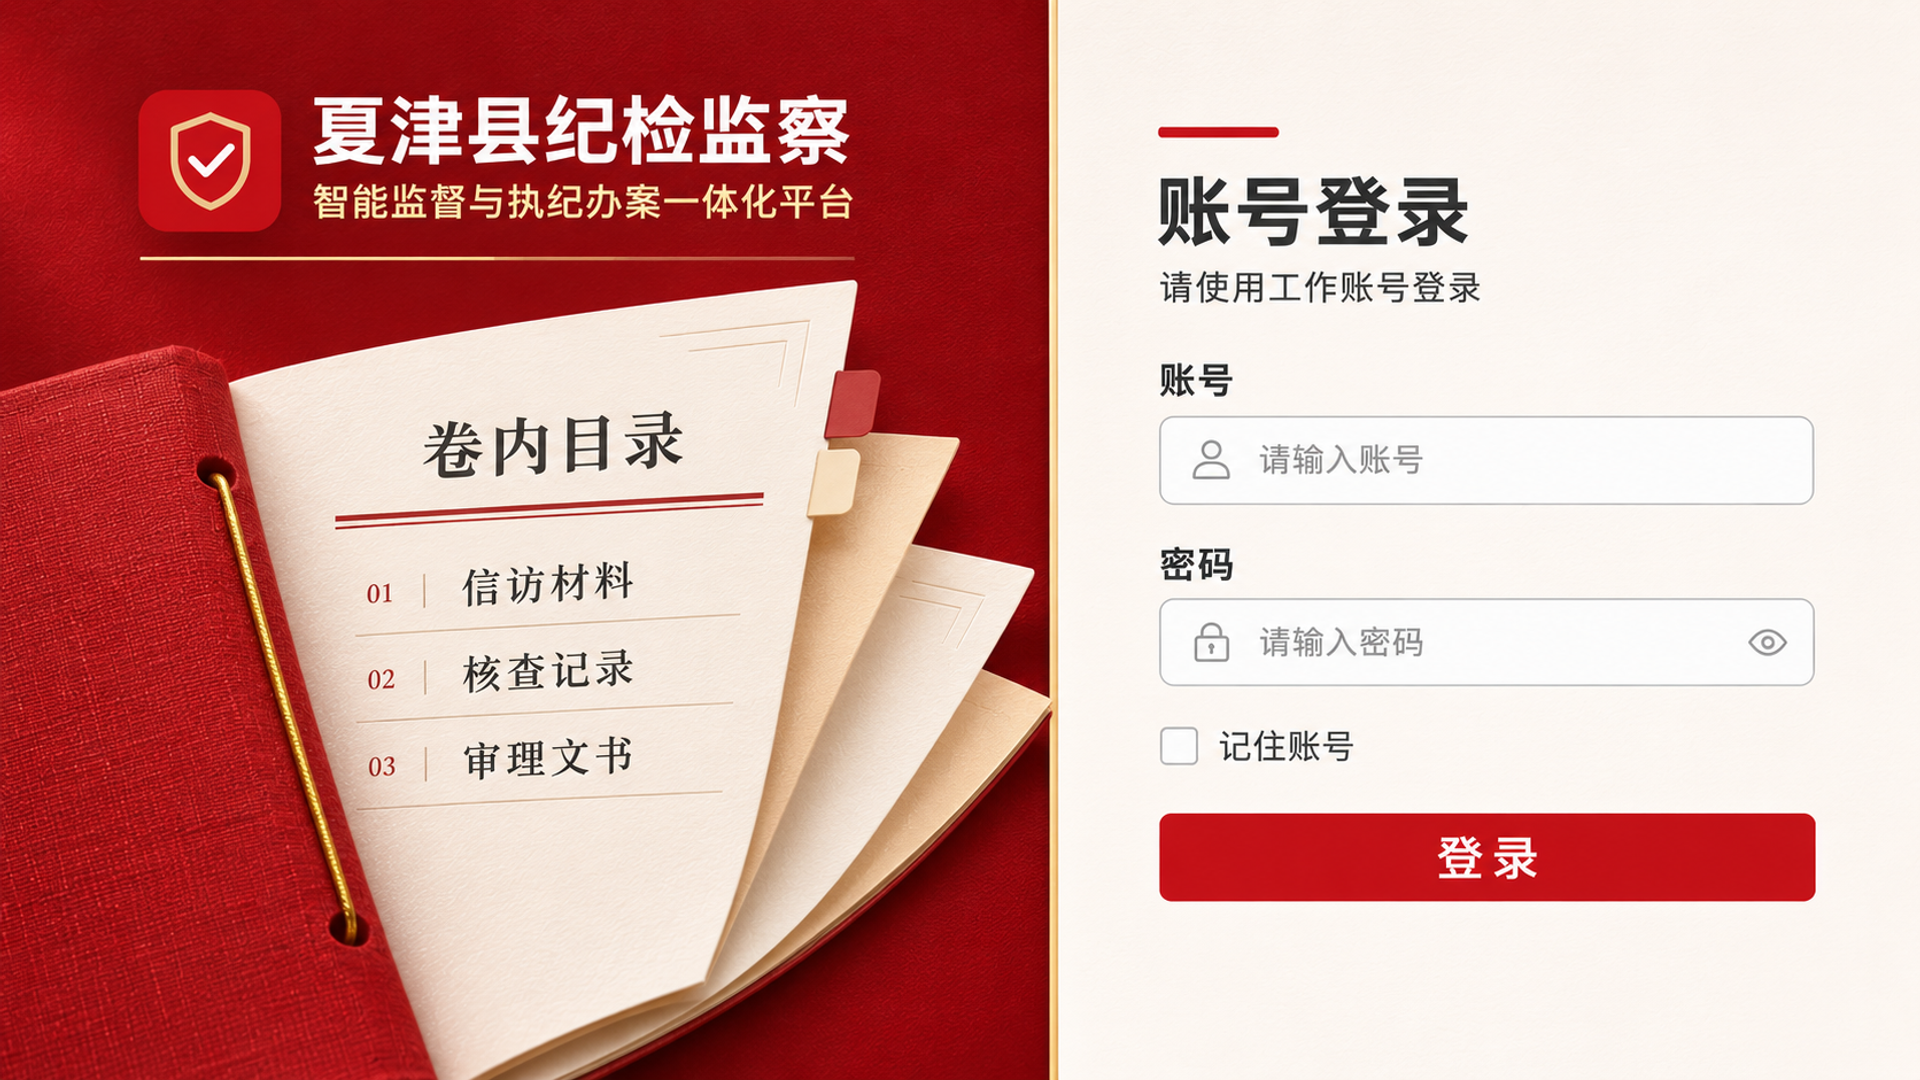 夏津县纪检监察
智能监督与执纪办案一体化平台
卷内目录
01 信访材料
02 核查记录
03 审理文书
账号登录
请使用工作账号登录
账号
请输入账号
密码
请输入密码
记住账号
登录